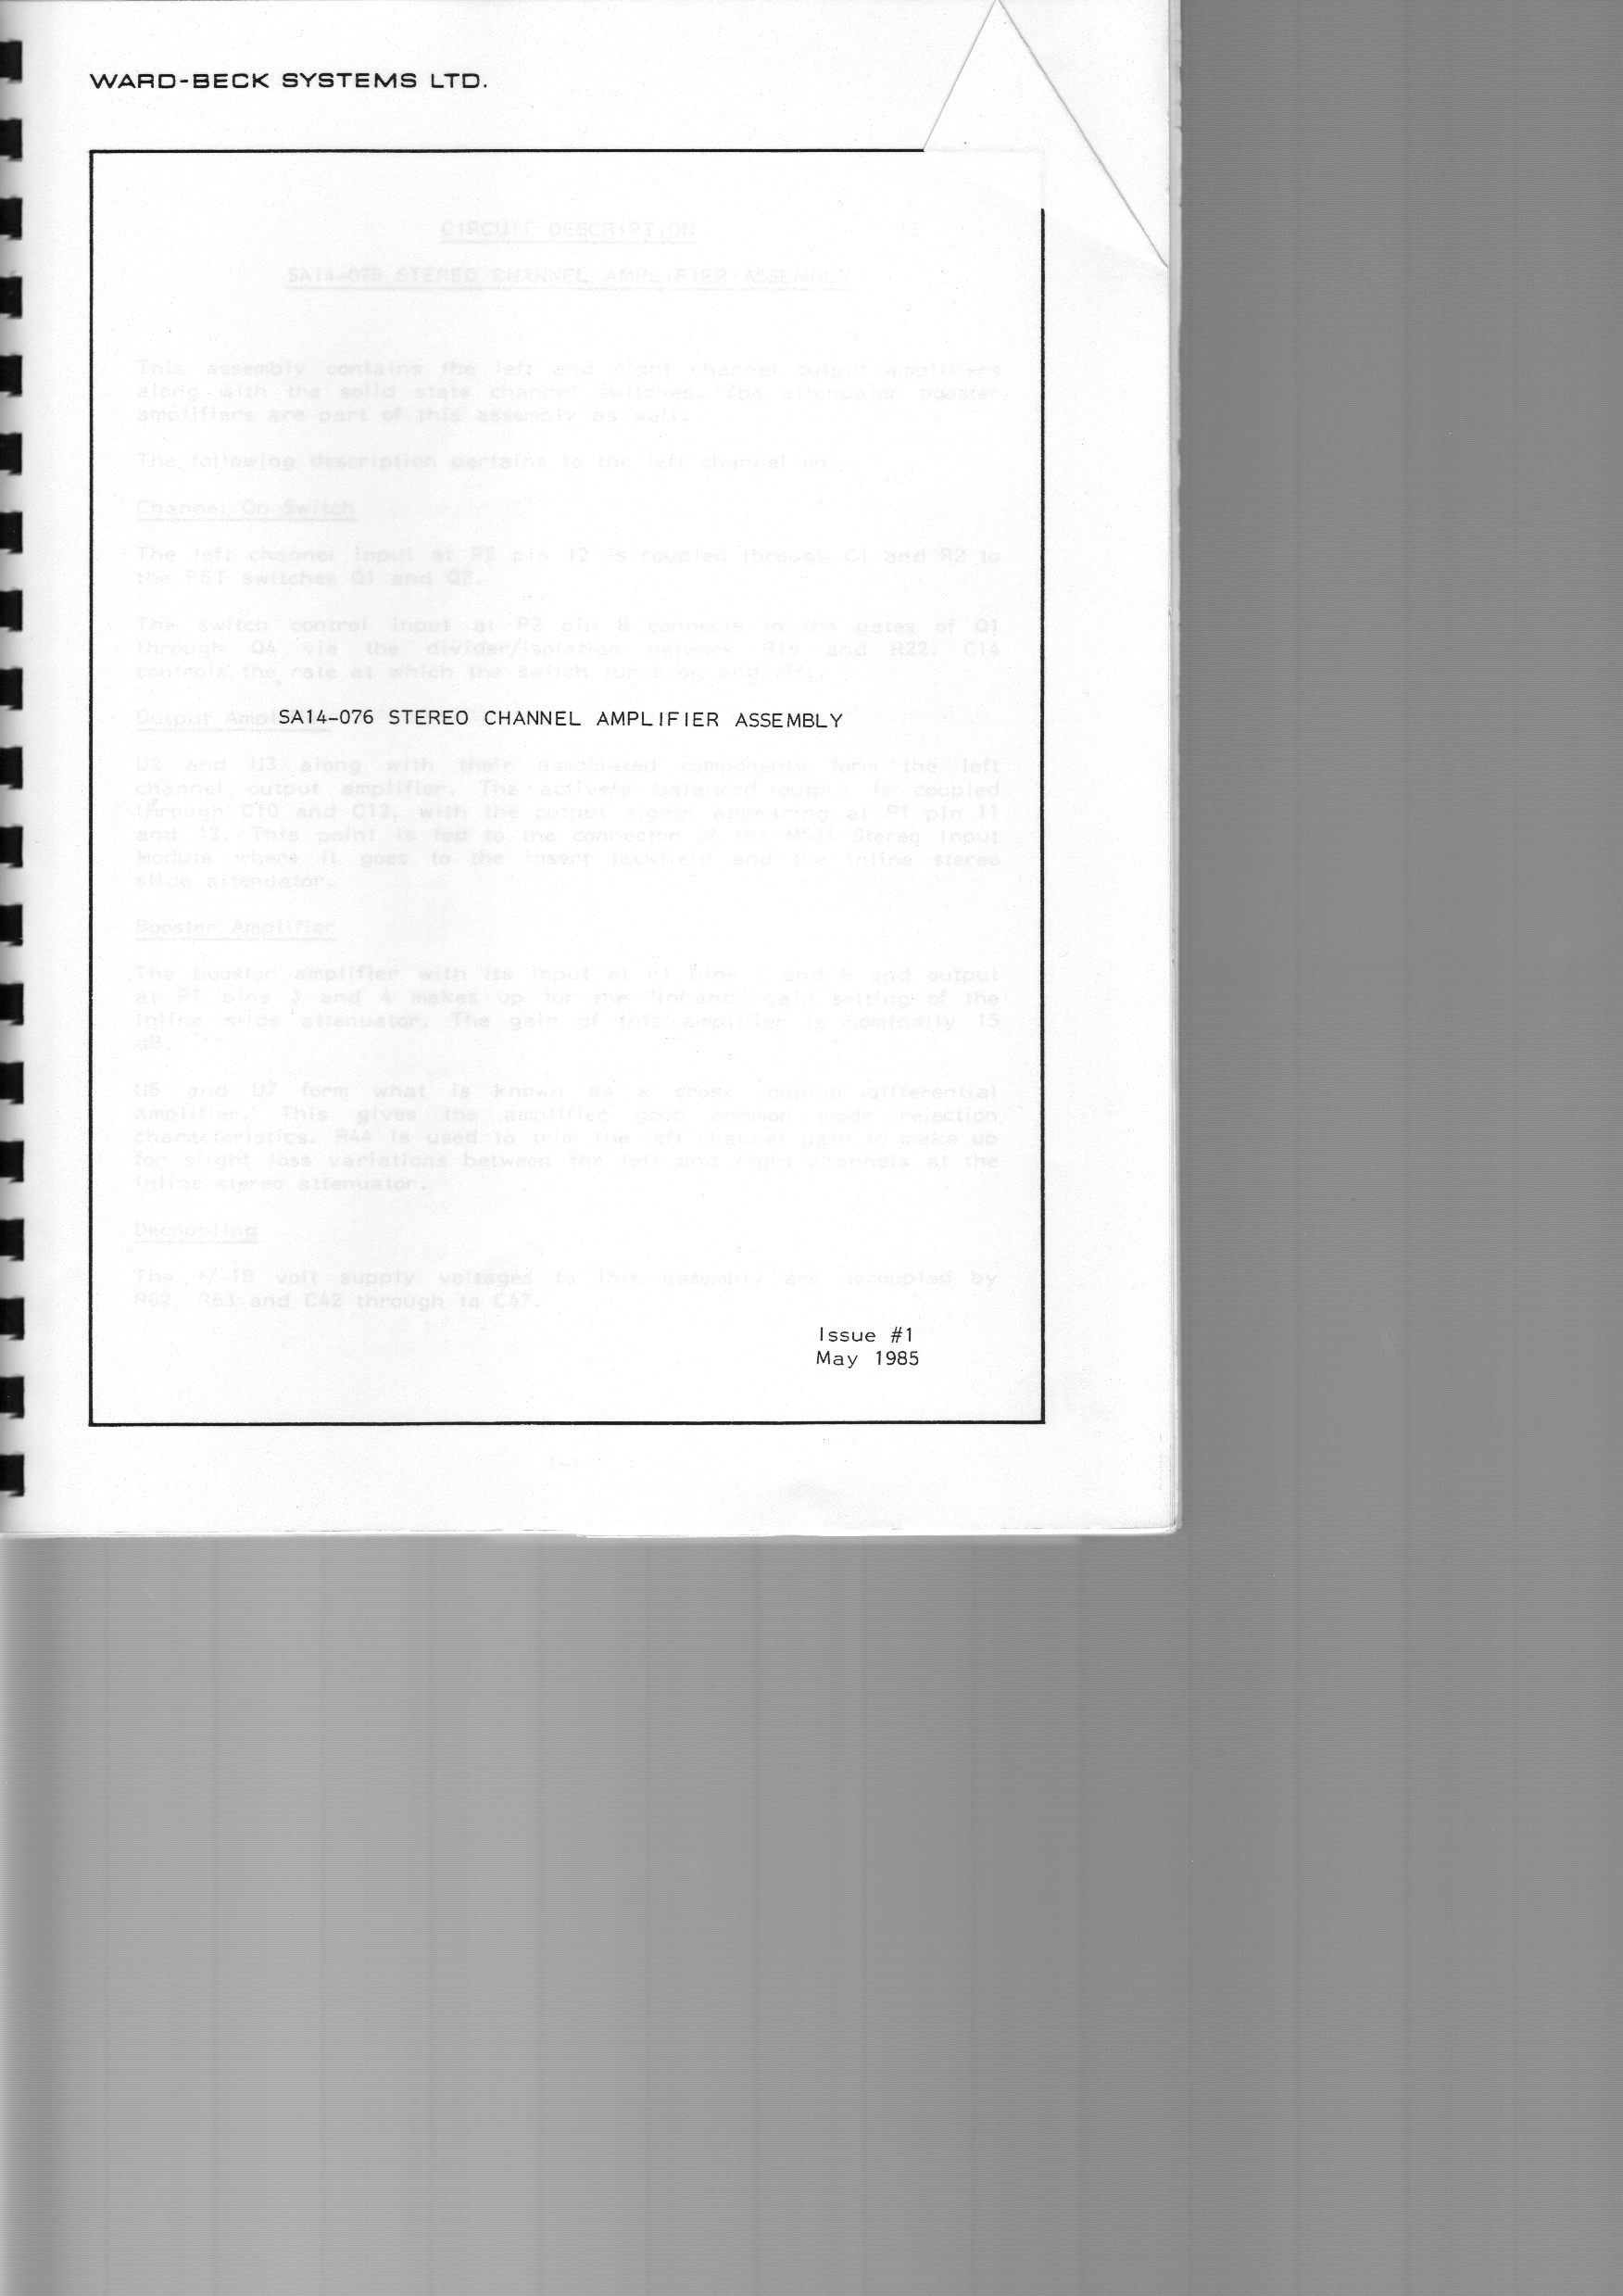 WARD-BECK SYSTEMS LTD.
CIRCUIT DESCRIPTION
SA14-076 STEREO CHANNEL AMPLIFIER ASSEMBLY
This assembly contains the left and right channel output amplifiers
along with the solid state channel switches. The attenuator booster
amplifiers are part of this assembly as well.
The following description pertains to the left channel only.
Channel On Switch
The left channel input at P2 pin 12 is coupled through C1 and R2 to
the FET switches Q1 and Q2.
The switch control input at P2 pin 8 connects to the gates of Q1
through Q4 via the divider/isolation network R19 and R22. C14
controls the rate at which the switch turns on and off.
Output
SA14-076 STEREO CHANNEL AMPLIFIER ASSEMBLY
U2 and U3 along with their associated components form the left
channel output amplifier. The actively balanced output is coupled
through C10 and C12, with the output signal appearing at P1 pin 11
and 12. This point is fed to the connector of the Stereo Input
Module where it goes to the insert jackfield and the inline stereo
slide attenuator.
Booster Amplifier
The booster amplifier with its input at P1 pins and and output
at P1 pins 3 and 4 makes up for the "inhand" gain setting of the
inline slide attenuator. The gain of this amplifier is nominally 15
dB.
U6 and U7 form what is known as a cross coupled differential
amplifier. This gives the amplifier good common mode rejection
characteristics. R44 is used to trim the left channel gain to make up
for slight loss variations between the left and right channels at the
inline stereo attenuator.
Decoupling
The +/-18 volt supply voltages to this assembly are decoupled by
R62, R63 and C42 through to C47.
Issue #1
May 1985
1-1